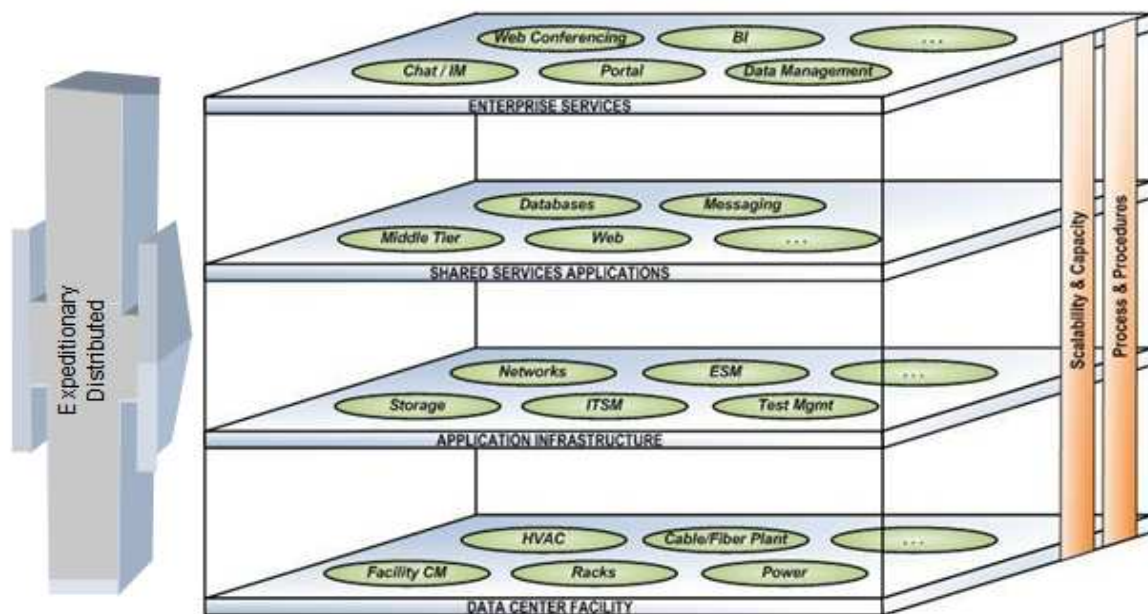 Web Conferencing
BI
. . .
Chat / IM
Portal
Data Management
ENTERPRISE SERVICES
Databases
Messaging
Middle Tier
Web
. . .
SHARED SERVICES APPLICATIONS
Networks
ESM
. . .
Storage
ITSM
Test Mgmt
APPLICATION INFRASTRUCTURE
HVAC
Cable/Fiber Plant
. . .
Facility CM
Racks
Power
DATA CENTER FACILITY
Expeditionary
Distributed
Scalability & Capacity
Process & Procedures